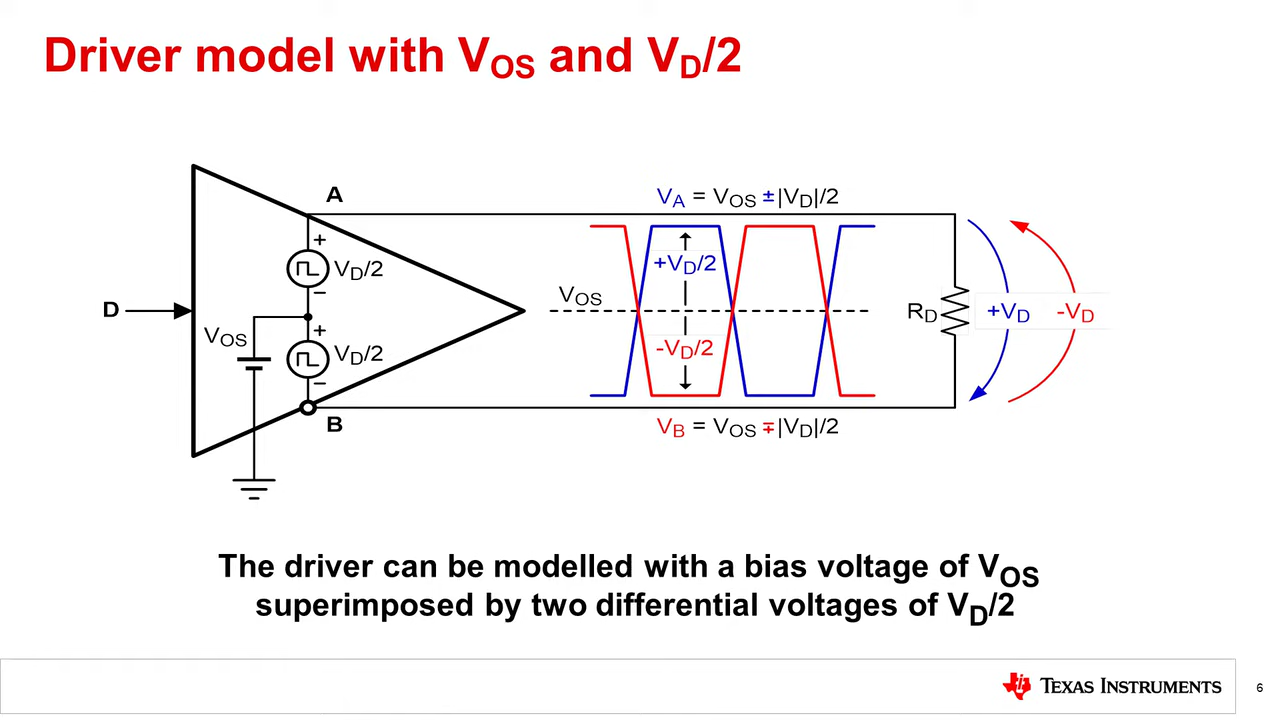 Driver model with VOS and VD/2
A
VA = VOS ±|VD|/2
+
VD/2
−
+VD/2
D
VOS
VOS
+
VD/2
−
-VD/2
RD
+VD
-VD
B
VB = VOS ∓|VD|/2
The driver can be modelled with a bias voltage of VOS
superimposed by two differential voltages of VD/2
TEXAS INSTRUMENTS
6